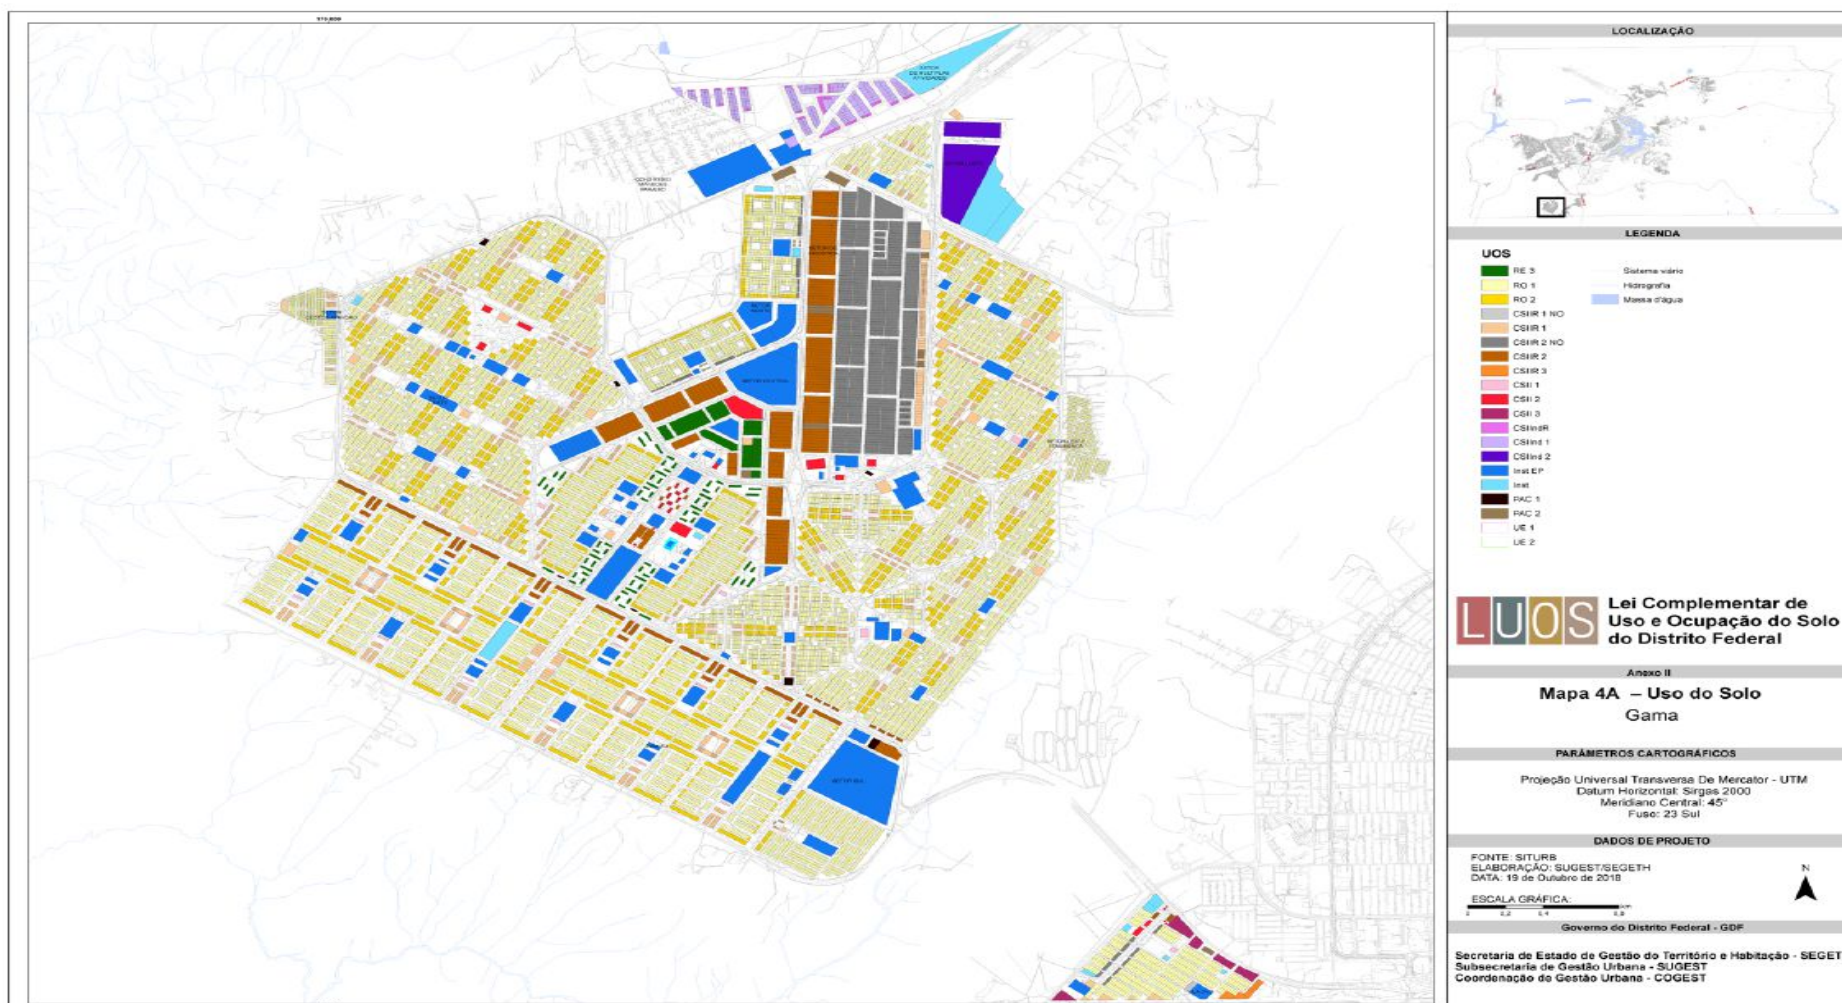 LOCALIZAÇÃO
LEGENDA
UOS
RE 3
RO 1
RO 2
CSIIR 1 NO
CSIIR 1
CSIIR 2 NO
CSIIR 2
CSIIR 3
CSII 1
CSII 2
CSII 3
CSIIndR
CSIInd 1
CSIInd 2
Inst EP
Inst
PAC 1
PAC 2
UE 1
UE 2
Sistema viário
Hidrografia
Massa d'água
LUOS
Lei Complementar de
Uso e Ocupação do Solo
do Distrito Federal
Anexo II
Mapa 4A – Uso do Solo
Gama
PARÂMETROS CARTOGRÁFICOS
Projeção Universal Transversa De Mercator - UTM
Datum Horizontal: Sirgas 2000
Meridiano Central: 45°
Fuso: 23 Sul
DADOS DE PROJETO
FONTE: SITURB
ELABORAÇÃO: SUGEST/SEGETH
DATA: 19 de Outubro de 2018
N
ESCALA GRÁFICA:
Governo do Distrito Federal - GDF
Secretaria de Estado de Gestão do Território e Habitação - SEGET
Subsecretaria de Gestão Urbana - SUGEST
Coordenação de Gestão Urbana - COGEST